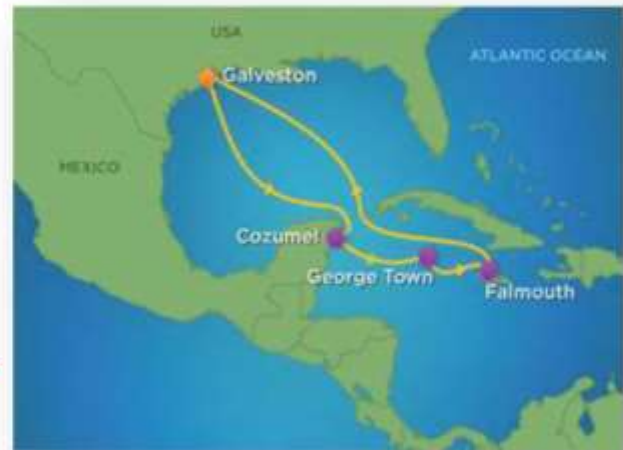 USA
ATLANTIC OCEAN
Galveston
MEXICO
Cozumel
George Town
Falmouth